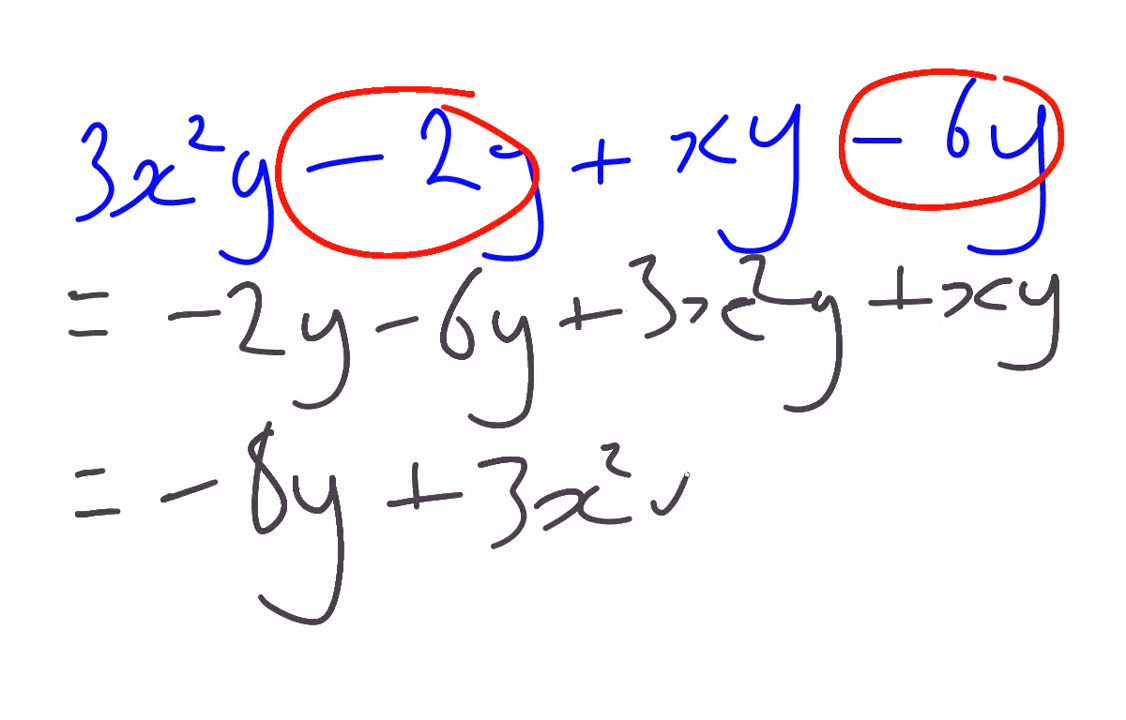 3x²y - 2y + xy - 6y
= -2y - 6y + 3x²y + xy
= -8y + 3x²